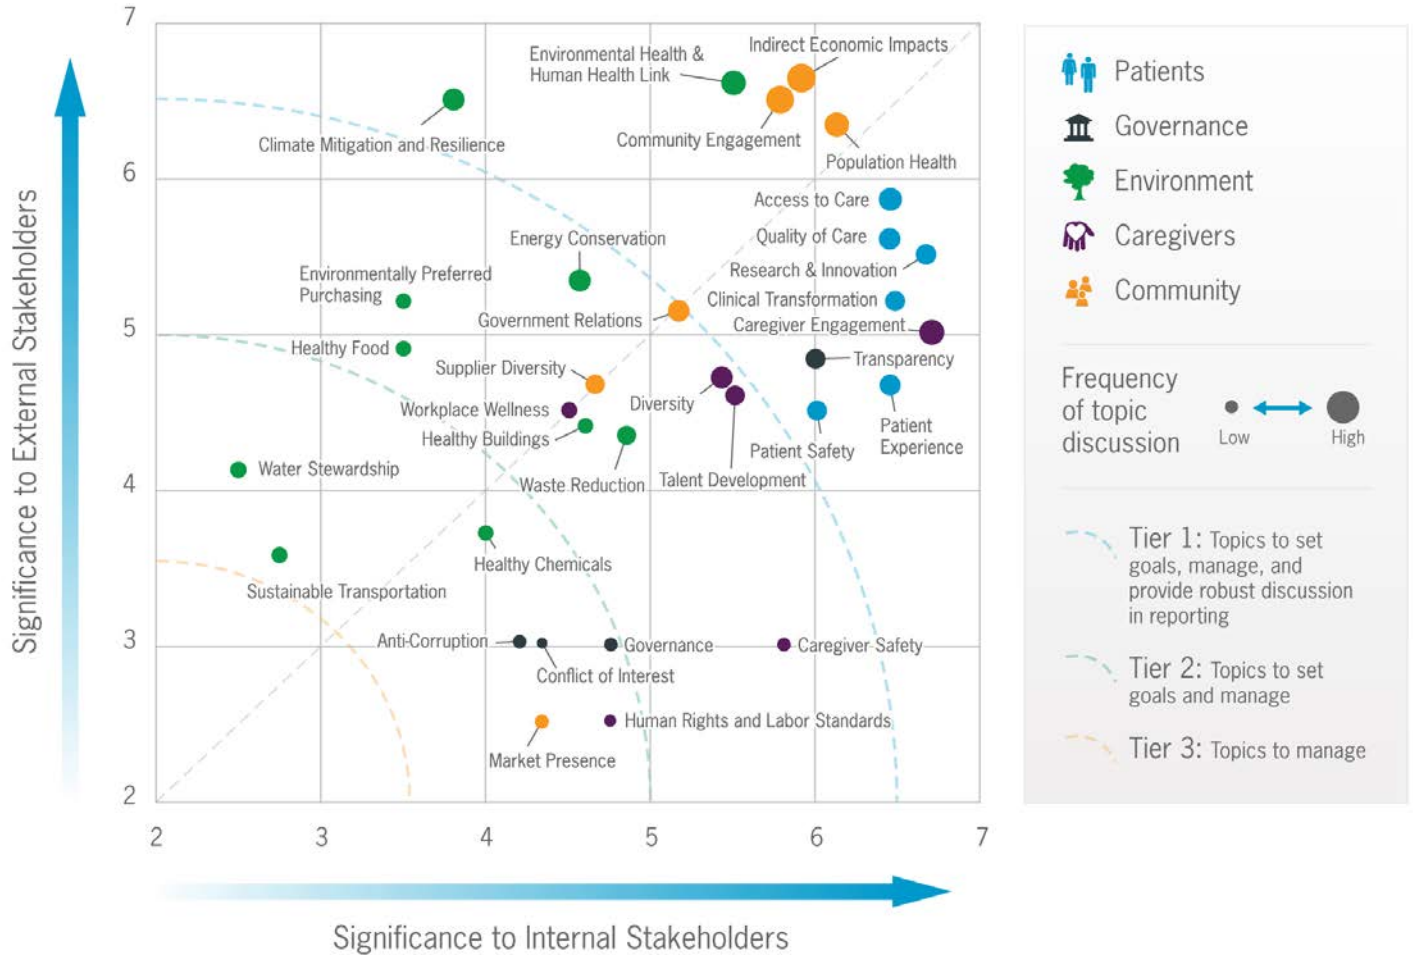 7
6
5
4
3
2
2
3
4
5
6
7
Significance to External Stakeholders
Significance to Internal Stakeholders
Environmental Health &
Human Health Link
Indirect Economic Impacts
Climate Mitigation and Resilience
Community Engagement
Population Health
Access to Care
Energy Conservation
Quality of Care
Environmentally Preferred
Purchasing
Research & Innovation
Clinical Transformation
Government Relations
Caregiver Engagement
Healthy Food
Transparency
Supplier Diversity
Workplace Wellness
Diversity
Healthy Buildings
Patient
Experience
Patient Safety
Water Stewardship
Waste Reduction
Talent Development
Healthy Chemicals
Sustainable Transportation
Anti-Corruption
Governance
Caregiver Safety
Conflict of Interest
Human Rights and Labor Standards
Market Presence
Patients
Governance
Environment
Caregivers
Community
Frequency
of topic
discussion
Low
High
Tier 1: Topics to set
goals, manage, and
provide robust discussion
in reporting
Tier 2: Topics to set
goals and manage
Tier 3: Topics to manage